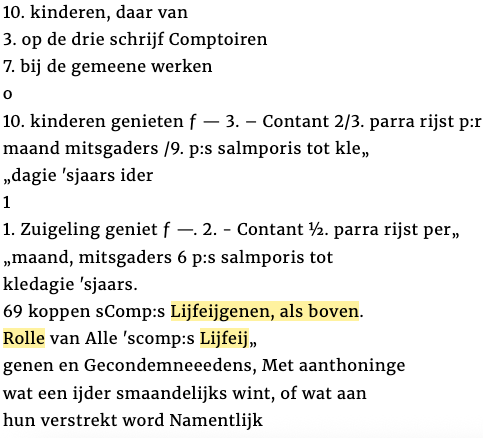 10. kinderen, daar van
3. op de drie schrijf Comptoiren
7. bij de gemeene werken
o
10. kinderen genieten ƒ — 3. – Contant 2/3. parra rijst p:r
maand mitsgaders /9. p:s salmporis tot kle„
„dagie 'sjaars ider
1
1. Zuigeling geniet ƒ —. 2. - Contant ½. parra rijst per„
„maand, mitsgaders 6 p:s salmporis tot
kledagie 'sjaars.
69 koppen sComp:s Lijfeijgenen, als boven.
Rolle van Alle 'scomp:s Lijfeij„
genen en Gecondemneeedens, Met aanthoninge
wat een ijder smaandelijks wint, of wat aan
hun verstrekt word Namentlijk